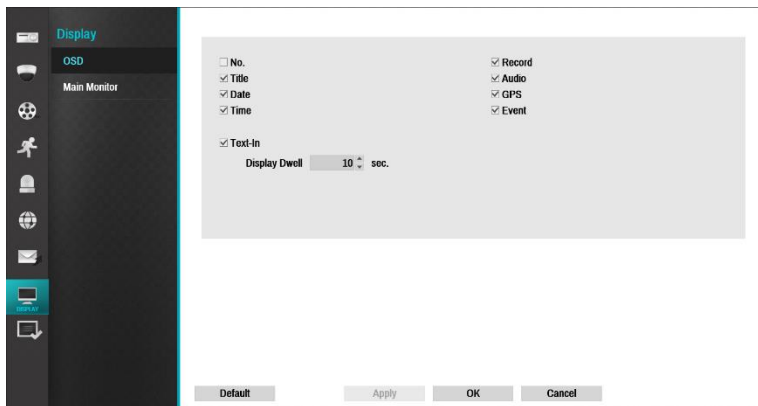 Display
OSD
Main Monitor
DISPLAY
No.
Title
Date
Time
Record
Audio
GPS
Event
Text-In
Display Dwell 10 sec.
Default Apply OK Cancel